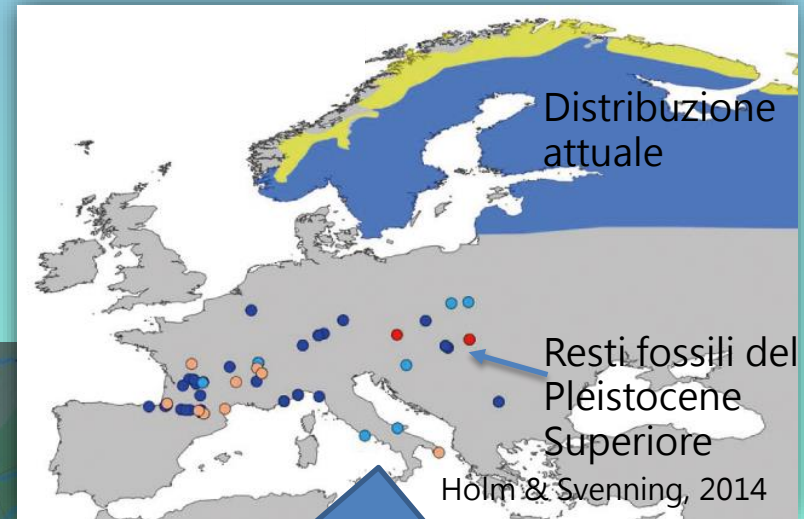 Distribuzione
attuale
Resti fossili del
Pleistocene
Superiore
Holm & Svenning, 2014